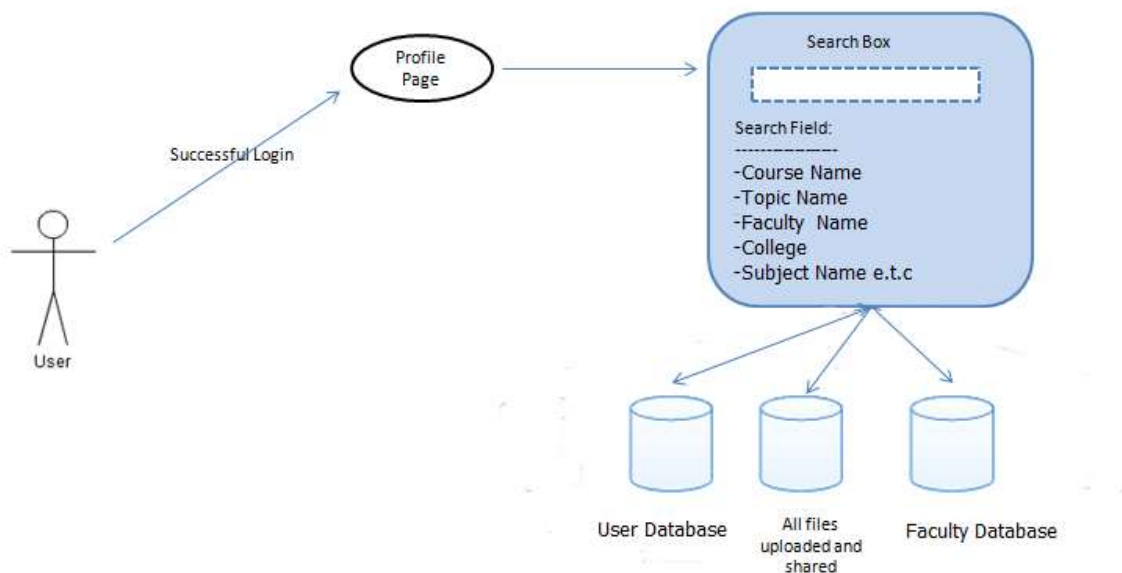 Profile
Page
Search Box
Search Field:
------------------
-Course Name
-Topic Name
-Faculty Name
-College
-Subject Name e.t.c
Successful Login
User
User Database
All files
uploaded and
shared
Faculty Database